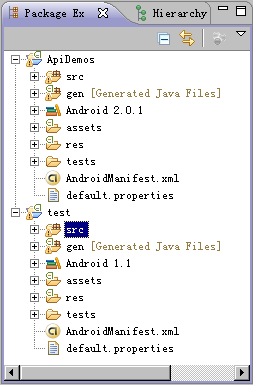 Package Ex
Hierarchy
ApiDemos
src
gen [Generated Java Files]
Android 2.0.1
assets
res
tests
AndroidManifest.xml
default.properties
test
src
gen [Generated Java Files]
Android 1.1
assets
res
tests
AndroidManifest.xml
default.properties